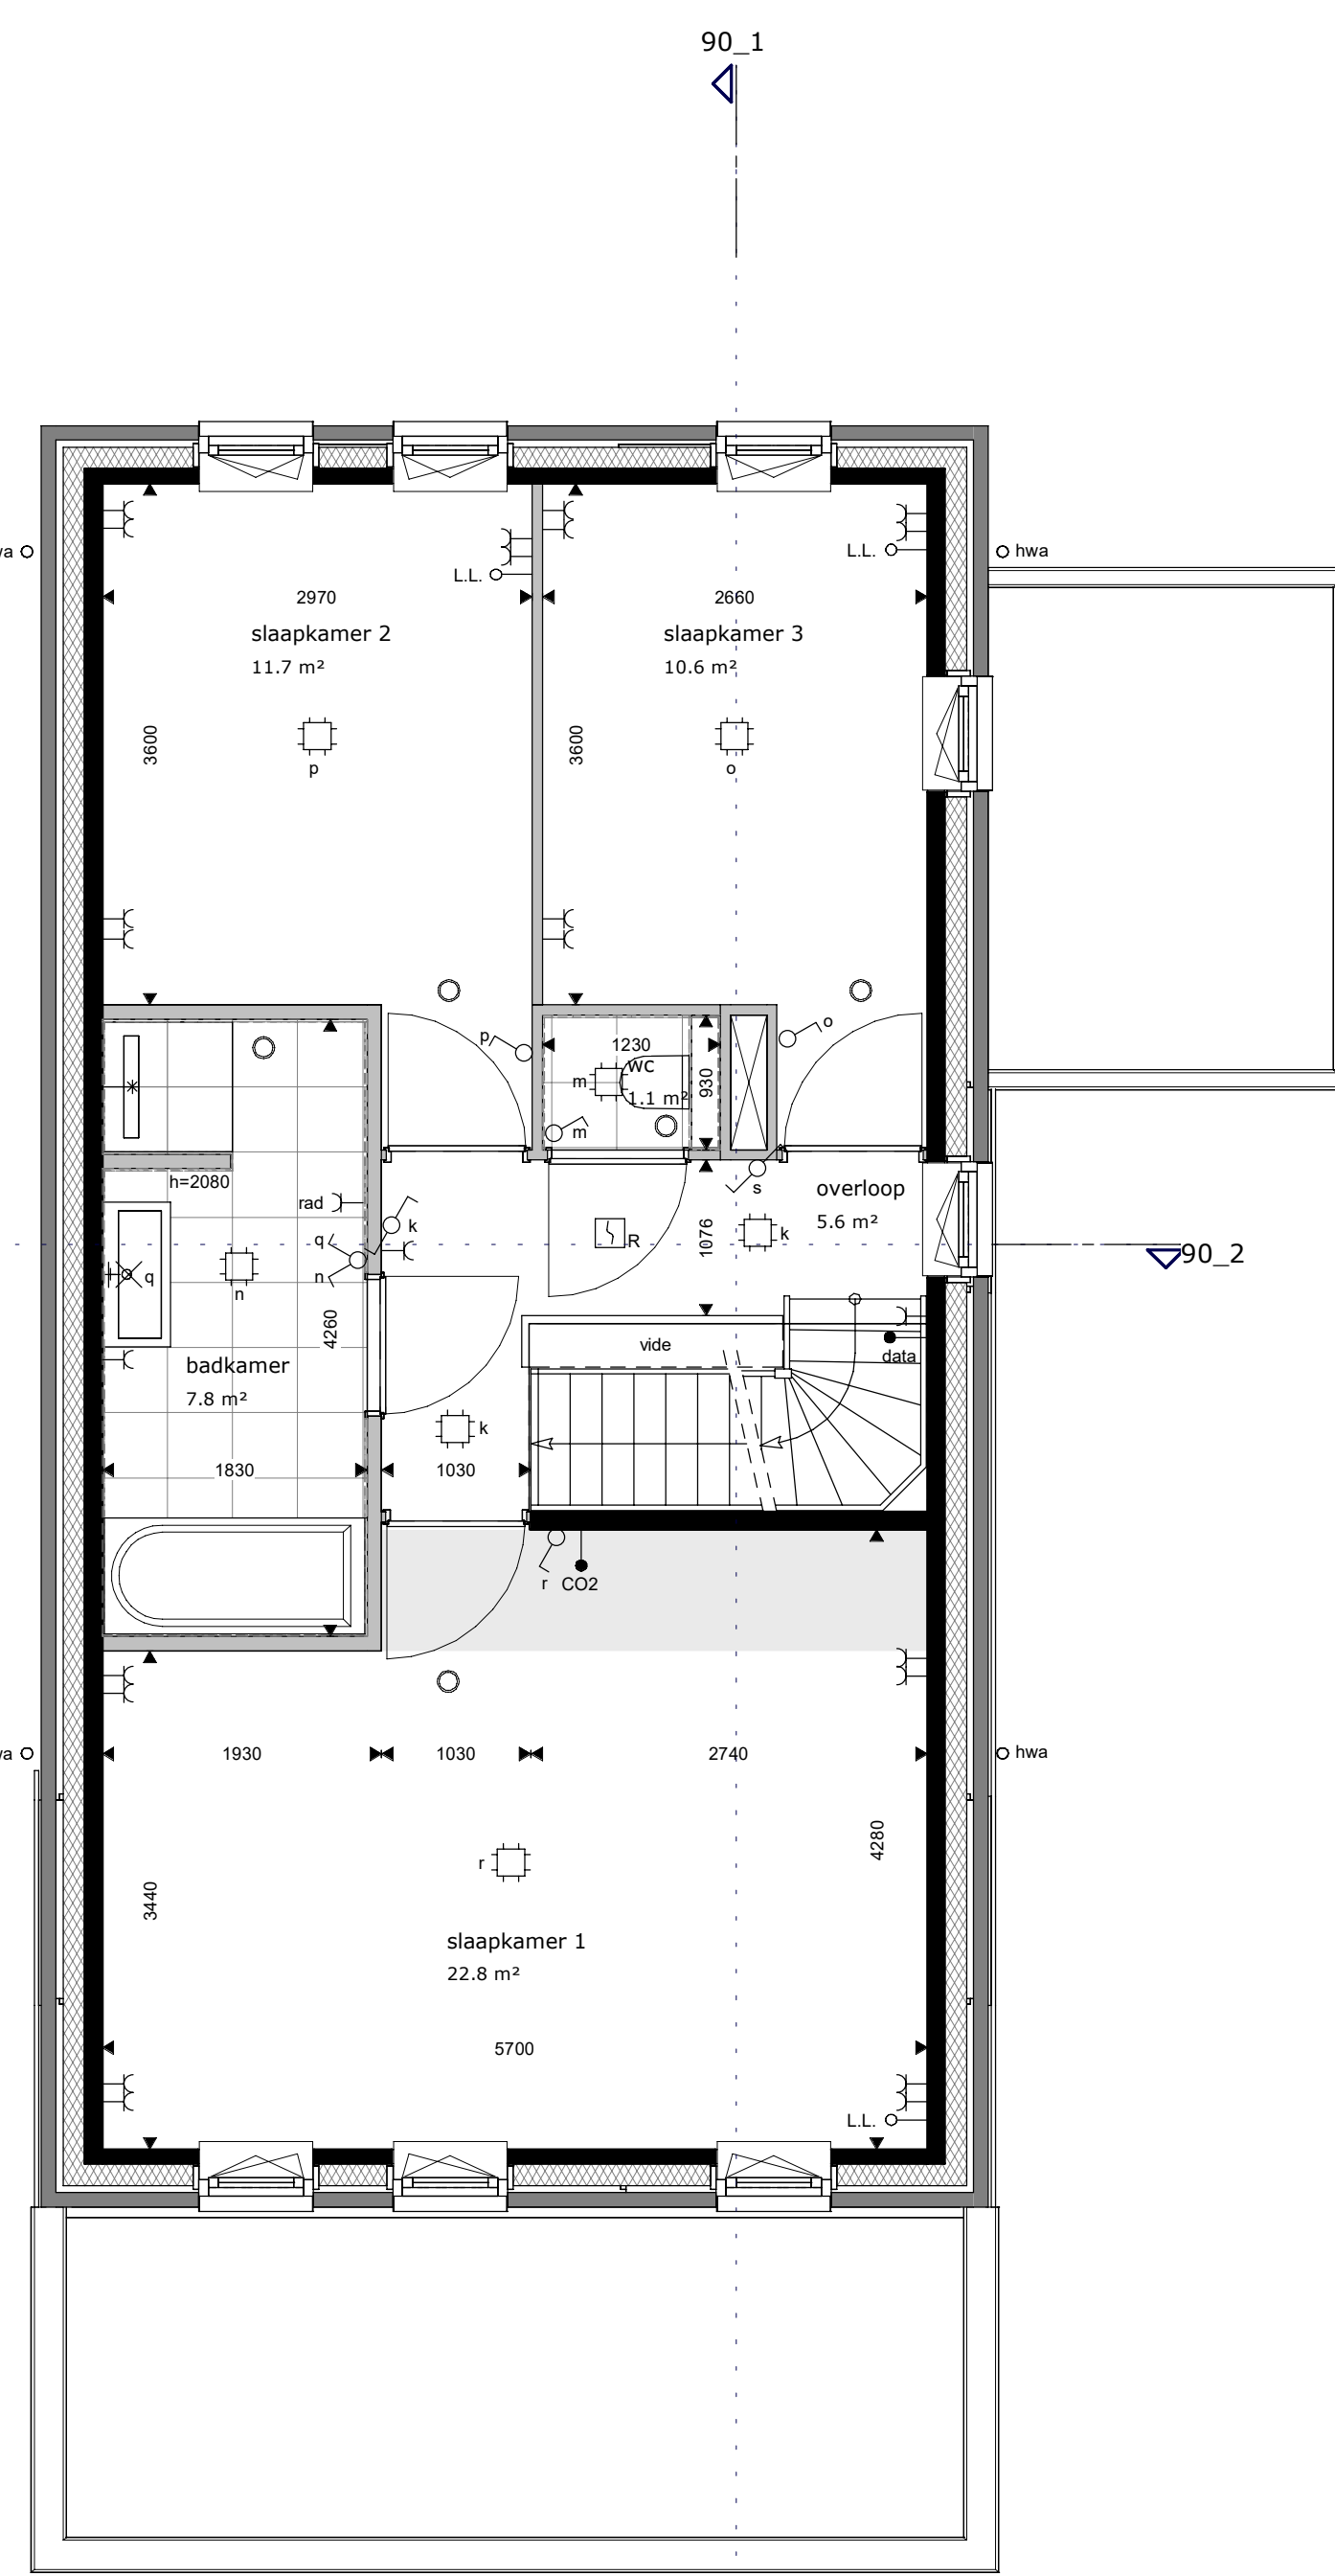 90_1
hwa
L.L.
L.L.
2970
2660
slaapkamer 2
11.7 m²
slaapkamer 3
10.6 m²
3600
3600
p
o
p
o
1230
wc
m
1.1 m²
930
m
h=2080
rad
k
s
overloop
5.6 m²
q
n
R
1076
k
90_2
q
n
4260
vide
data
badkamer
7.8 m²
k
1830
1030
r
CO2
1930
1030
2740
hwa
4280
r
3440
slaapkamer 1
22.8 m²
5700
L.L.